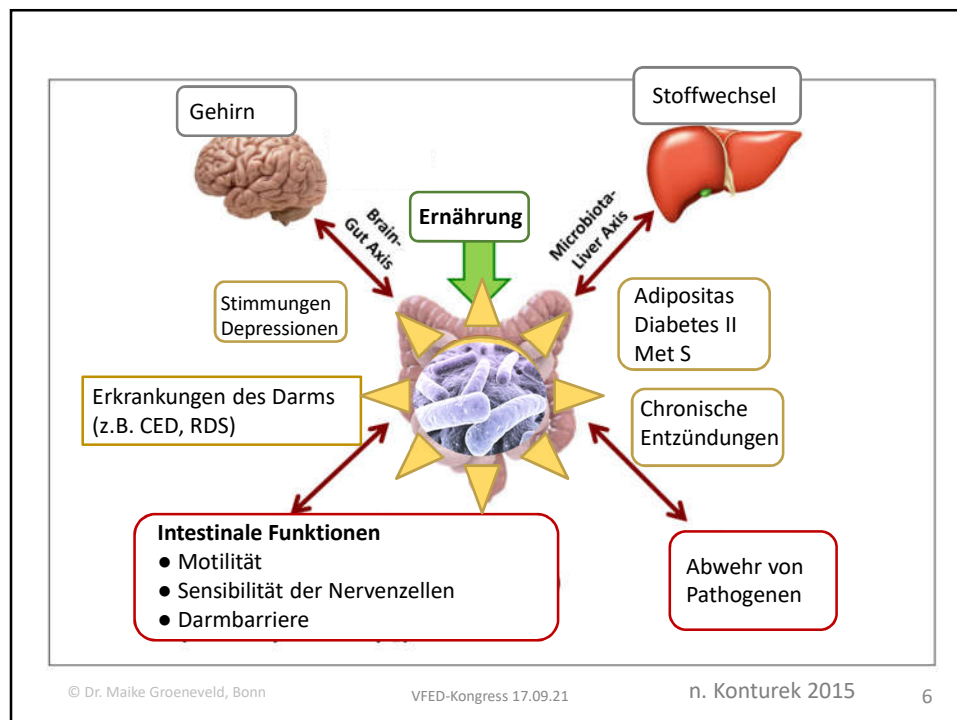 Gehirn
Stoffwechsel
Ernährung
Brain-
Gut Axis
Microbiota-
Liver Axis
Stimmungen
Depressionen
Adipositas
Diabetes II
Met S
Erkrankungen des Darms
(z.B. CED, RDS)
Chronische
Entzündungen
Intestinale Funktionen
● Motilität
● Sensibilität der Nervenzellen
● Darmbarriere
Abwehr von
Pathogenen
© Dr. Maike Groeneveld, Bonn
VFED-Kongress 17.09.21
n. Konturek 2015
6